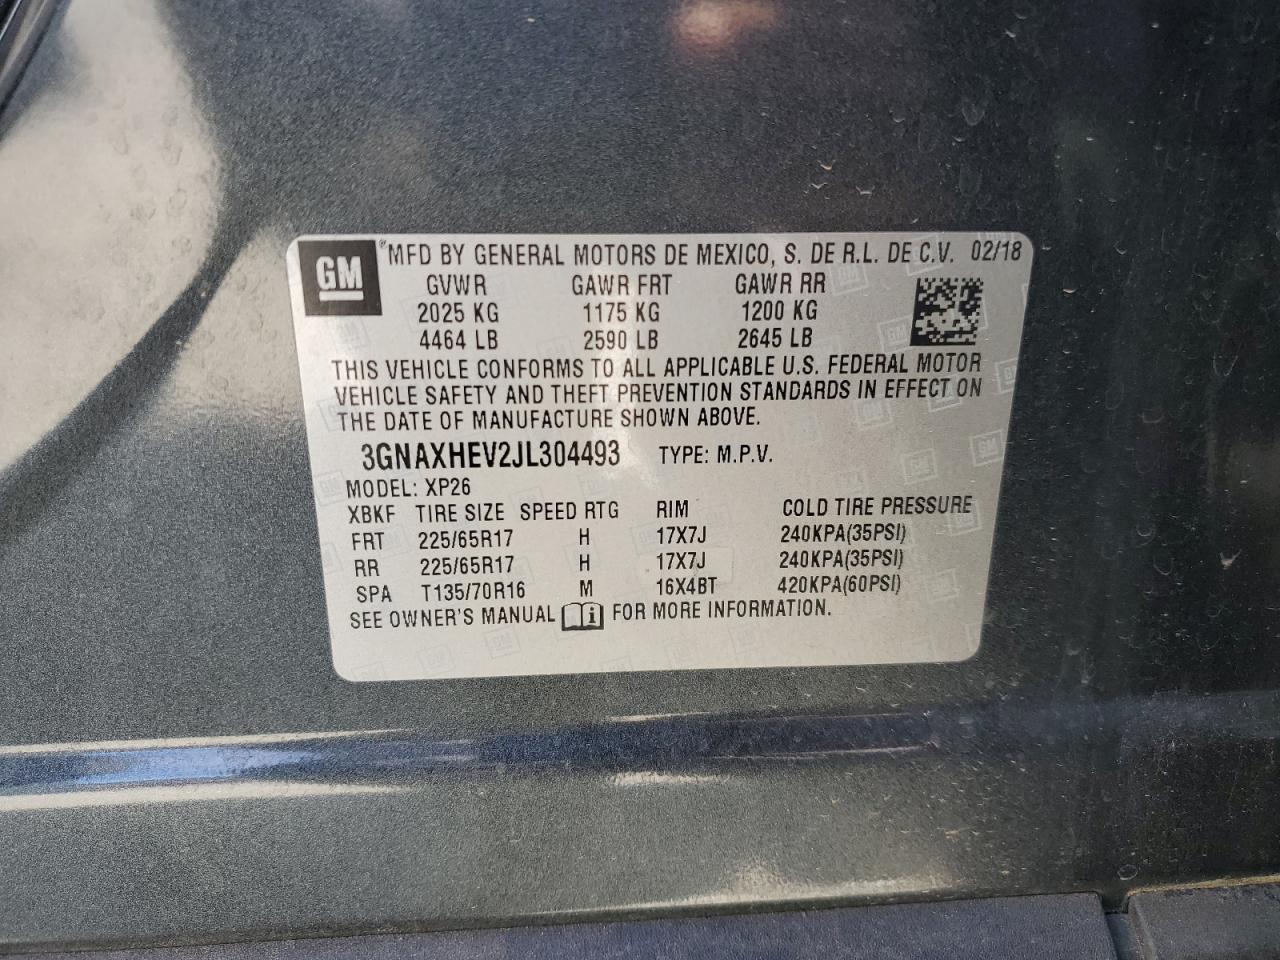 GM ® MFD BY GENERAL MOTORS DE MEXICO, S. DE R.L. DE C.V. 02/18
GVWR GAWR FRT GAWR RR
2025 KG 1175 KG 1200 KG
4464 LB 2590 LB 2645 LB
THIS VEHICLE CONFORMS TO ALL APPLICABLE U.S. FEDERAL MOTOR
VEHICLE SAFETY AND THEFT PREVENTION STANDARDS IN EFFECT ON
THE DATE OF MANUFACTURE SHOWN ABOVE.
3GNAXHEV2JL304493 TYPE: M.P.V.
MODEL: XP26
XBKF TIRE SIZE SPEED RTG RIM COLD TIRE PRESSURE
FRT 225/65R17 H 17X7J 240KPA(35PSI)
RR 225/65R17 H 17X7J 240KPA(35PSI)
SPA T135/70R16 M 16X4BT 420KPA(60PSI)
SEE OWNER'S MANUAL i FOR MORE INFORMATION.